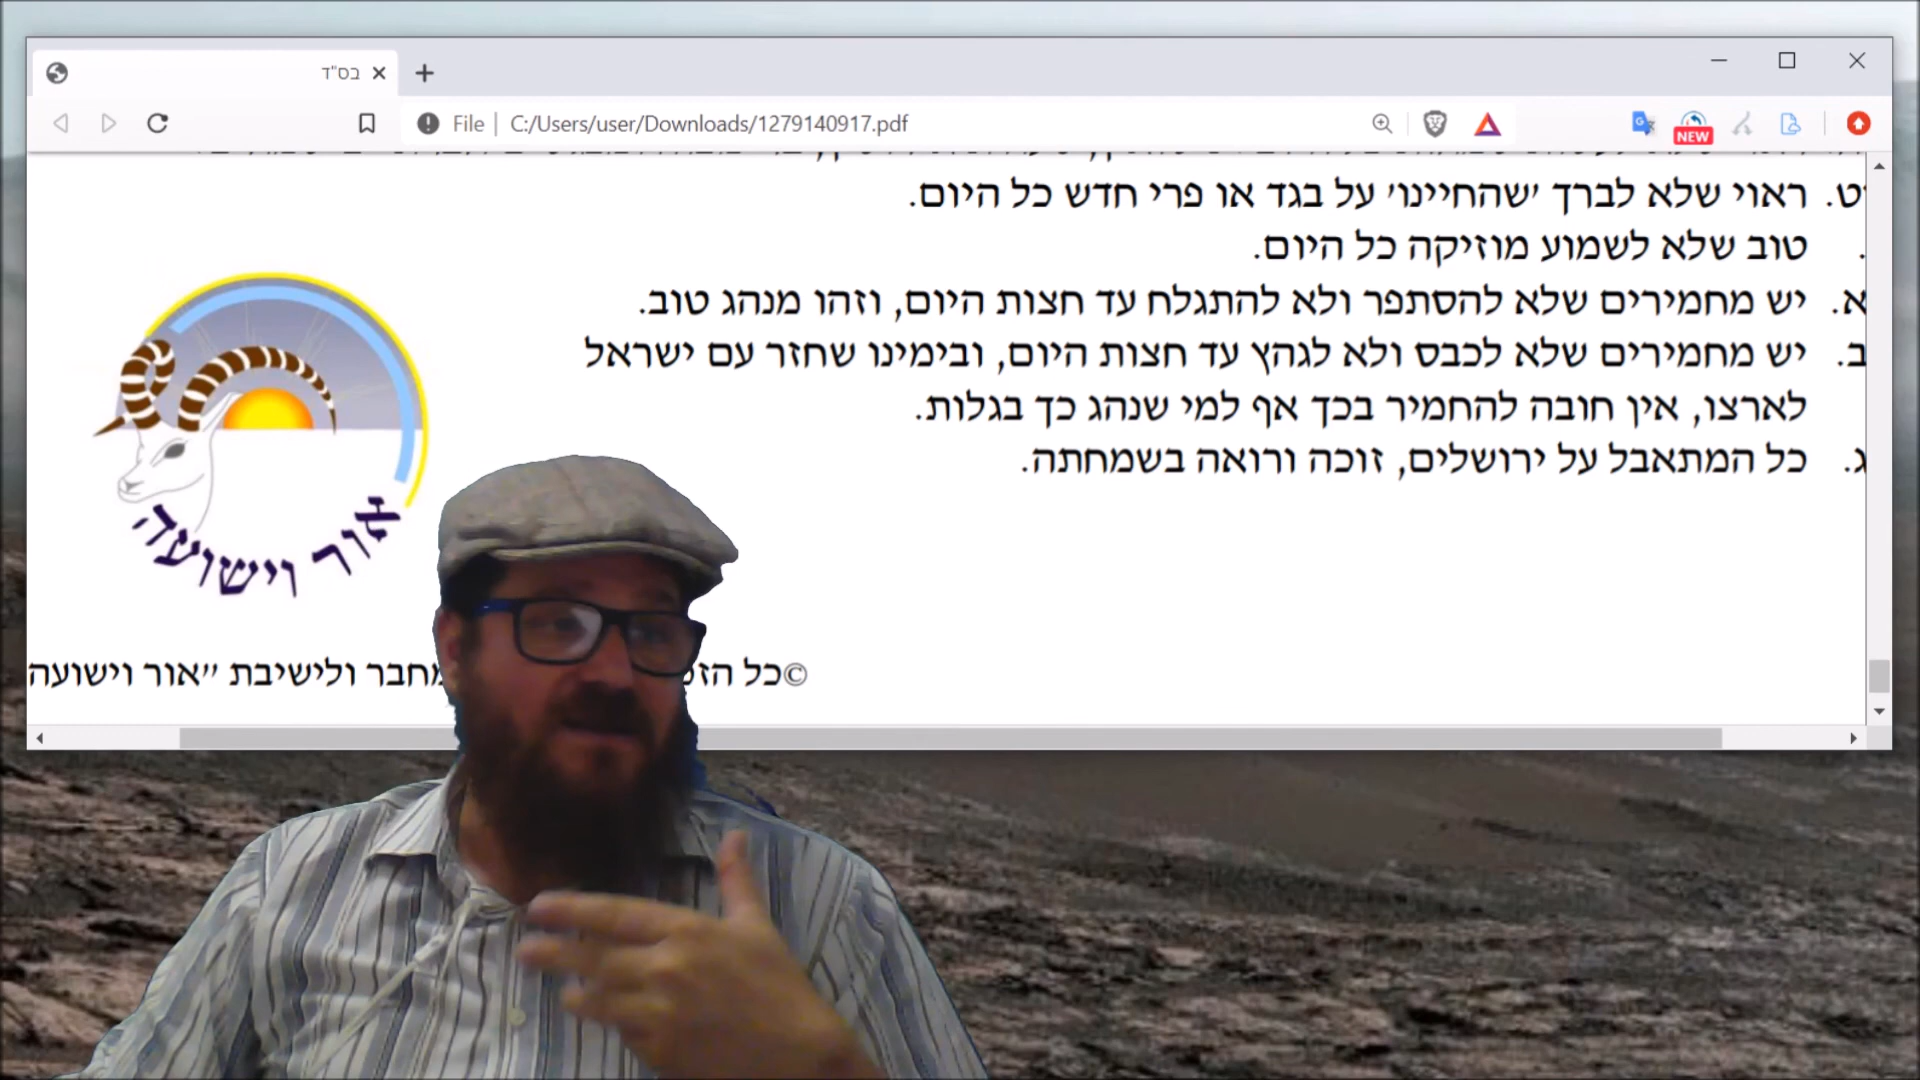 בס"ד
File
C:/Users/user/Downloads/1279140917.pdf
NEW
יט. ראוי שלא לברך 'שהחיינו' על בגד או פרי חדש כל היום.
. טוב שלא לשמוע מוזיקה כל היום.
א. יש מחמירים שלא להסתפר ולא להתגלח עד חצות היום, וזהו מנהג טוב.
ב. יש מחמירים שלא לכבס ולא לגהץ עד חצות היום, ובימינו שחזר עם ישראל
לארצו, אין חובה להחמיר בכך אף למי שנהג כך בגלות.
ג. כל המתאבל על ירושלים, זוכה ורואה בשמחתה.
אור וישועה
©כל מחבר ולישיבת "אור וישועה